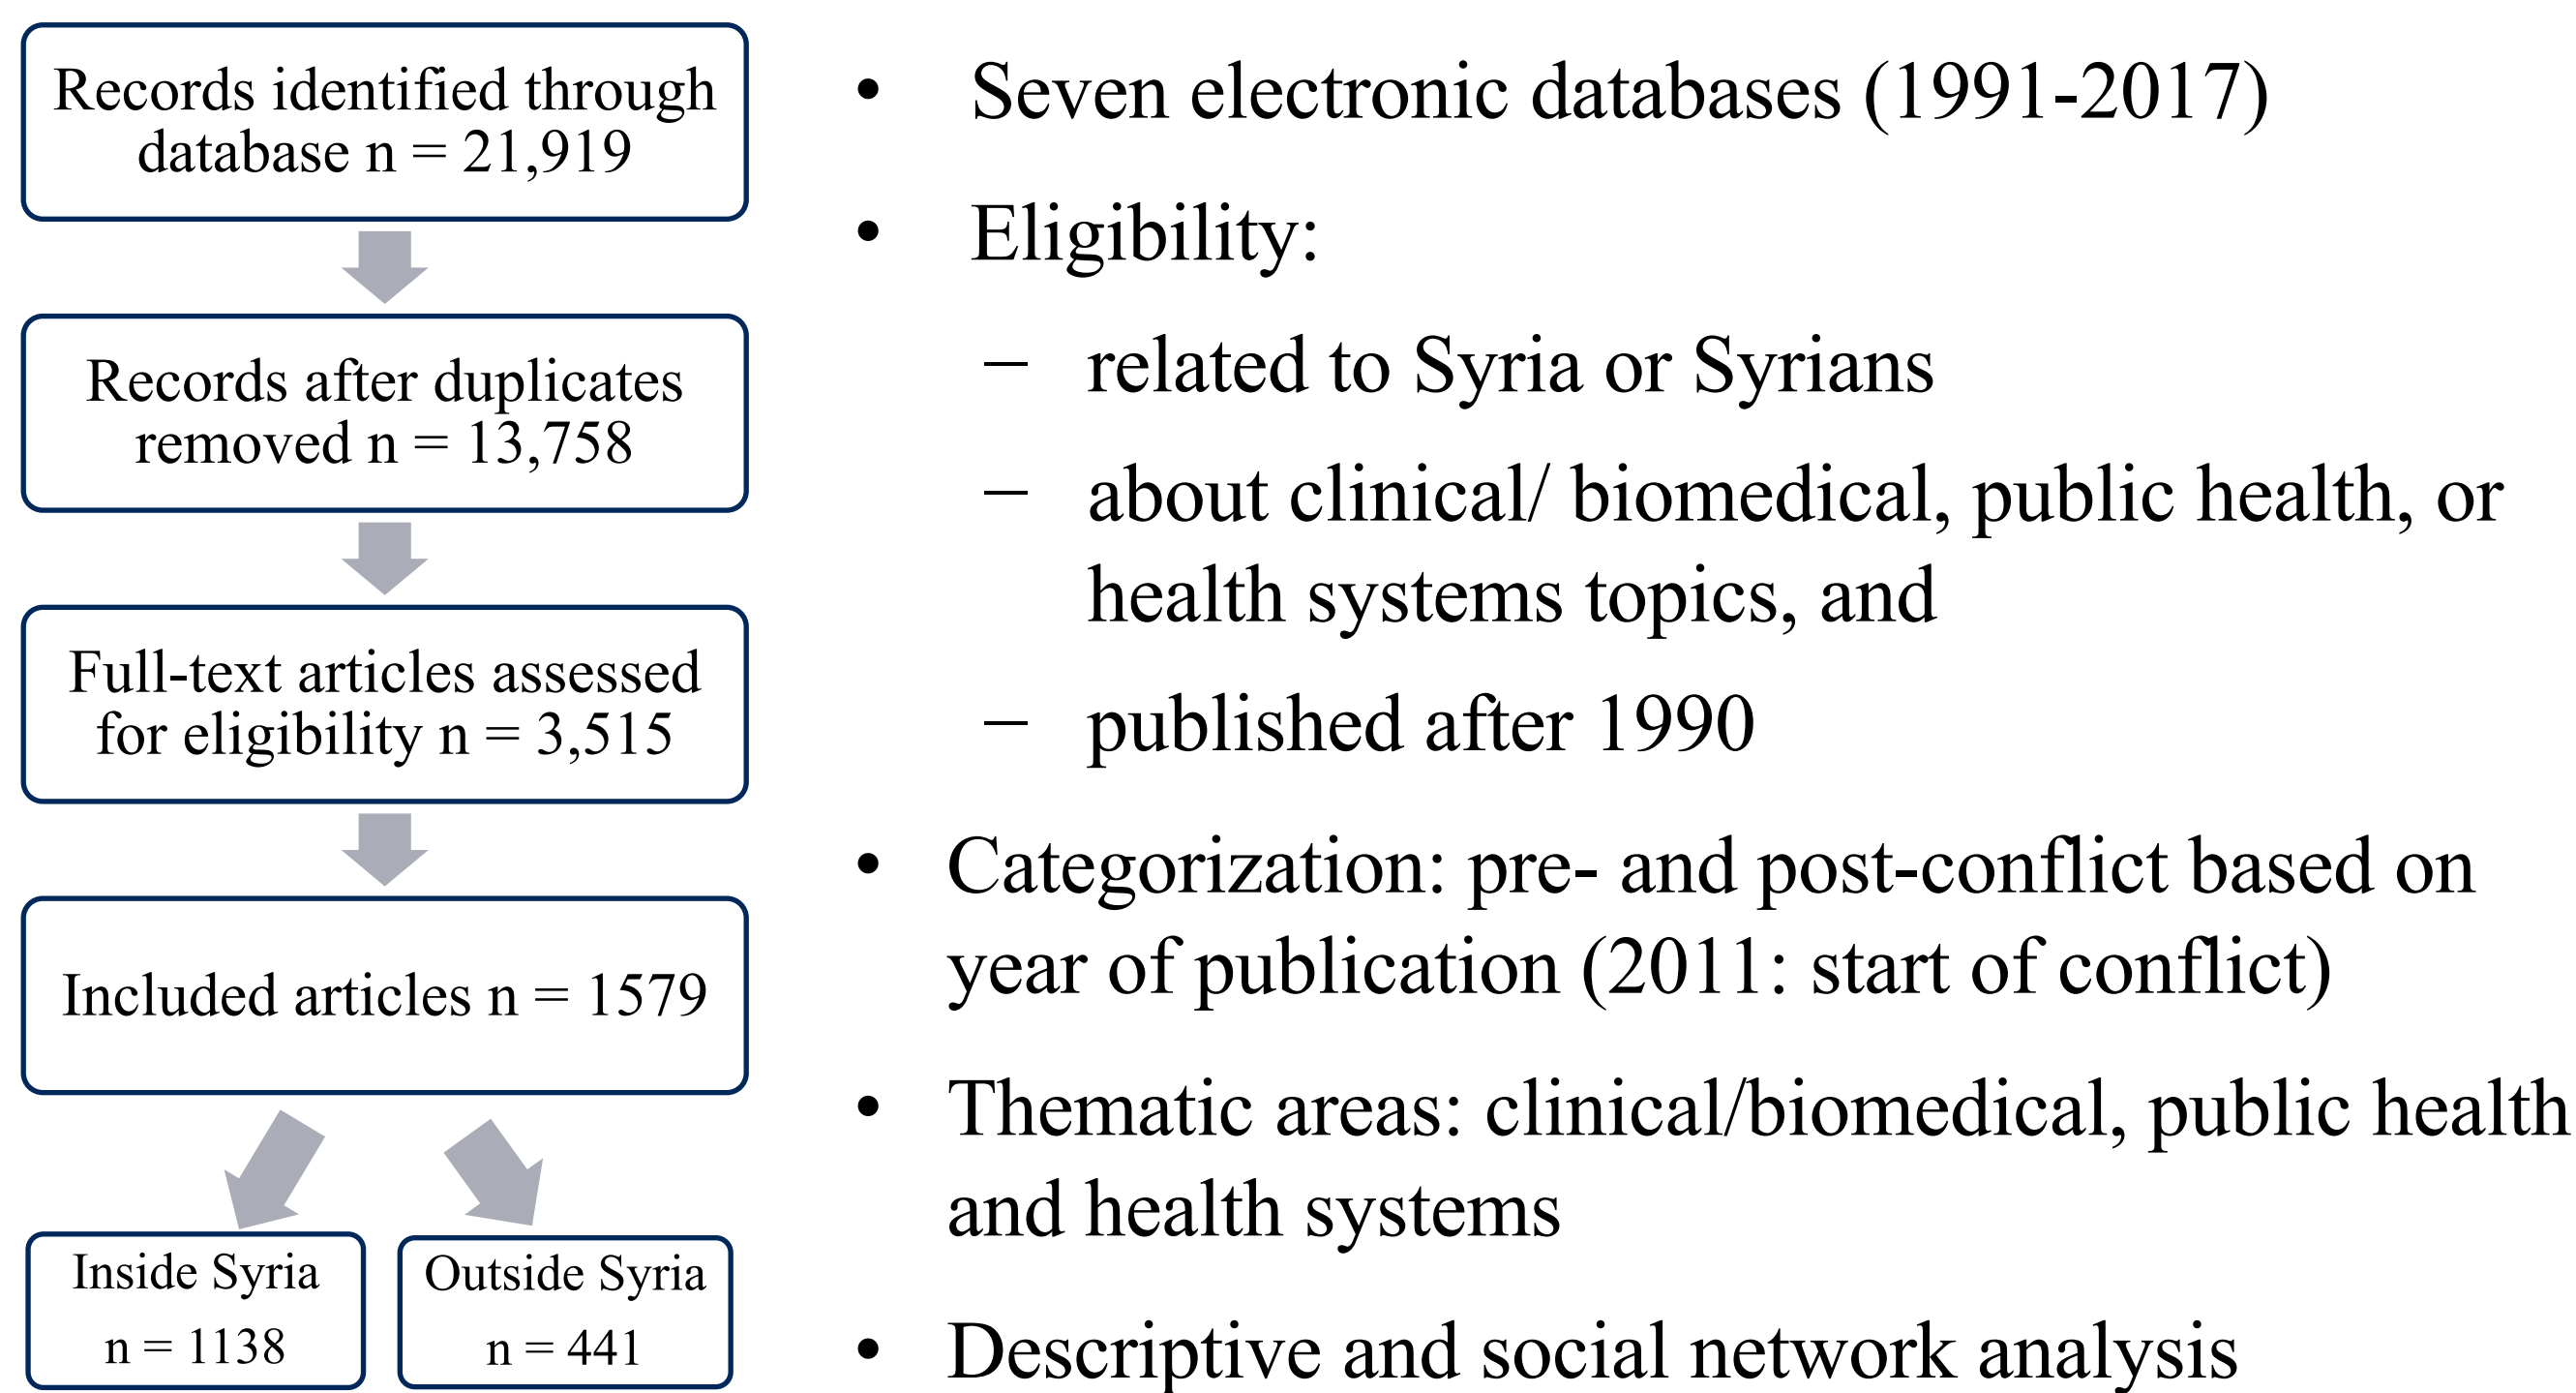 Records identified through
database n = 21,919
Records after duplicates
removed n = 13,758
Full-text articles assessed
for eligibility n = 3,515
Included articles n = 1579
Inside Syria
n = 1138
Outside Syria
n = 441
• Seven electronic databases (1991-2017)
• Eligibility:
– related to Syria or Syrians
– about clinical/ biomedical, public health, or
health systems topics, and
– published after 1990
• Categorization: pre- and post-conflict based on
year of publication (2011: start of conflict)
• Thematic areas: clinical/biomedical, public health
and health systems
• Descriptive and social network analysis